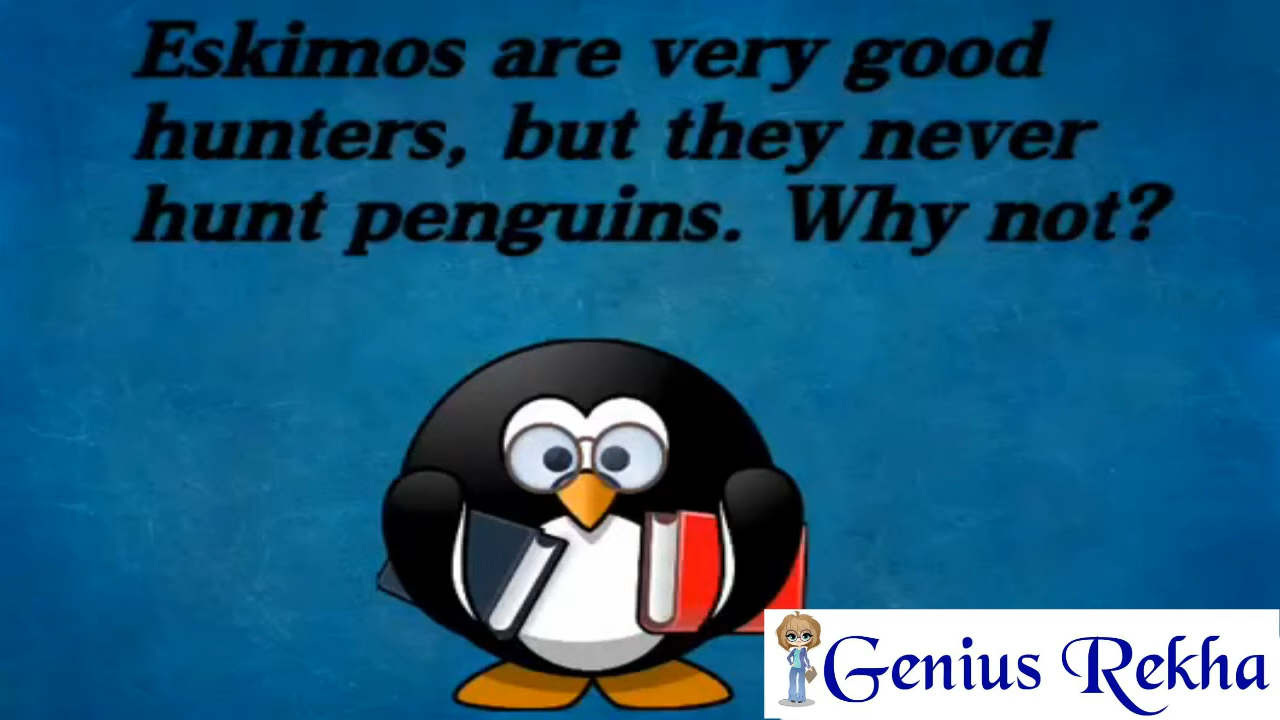 Eskimos are very good
hunters, but they never
hunt penguins. Why not?
Genius Rekha